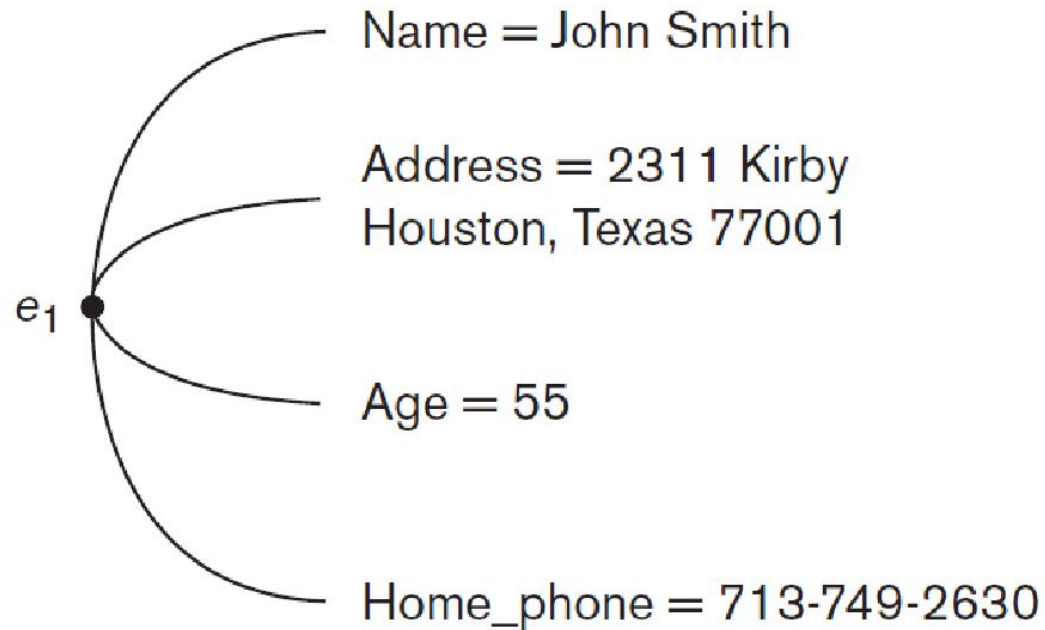 Name = John Smith
Address = 2311 Kirby
Houston, Texas 77001
e₁
Age = 55
Home_phone = 713-749-2630